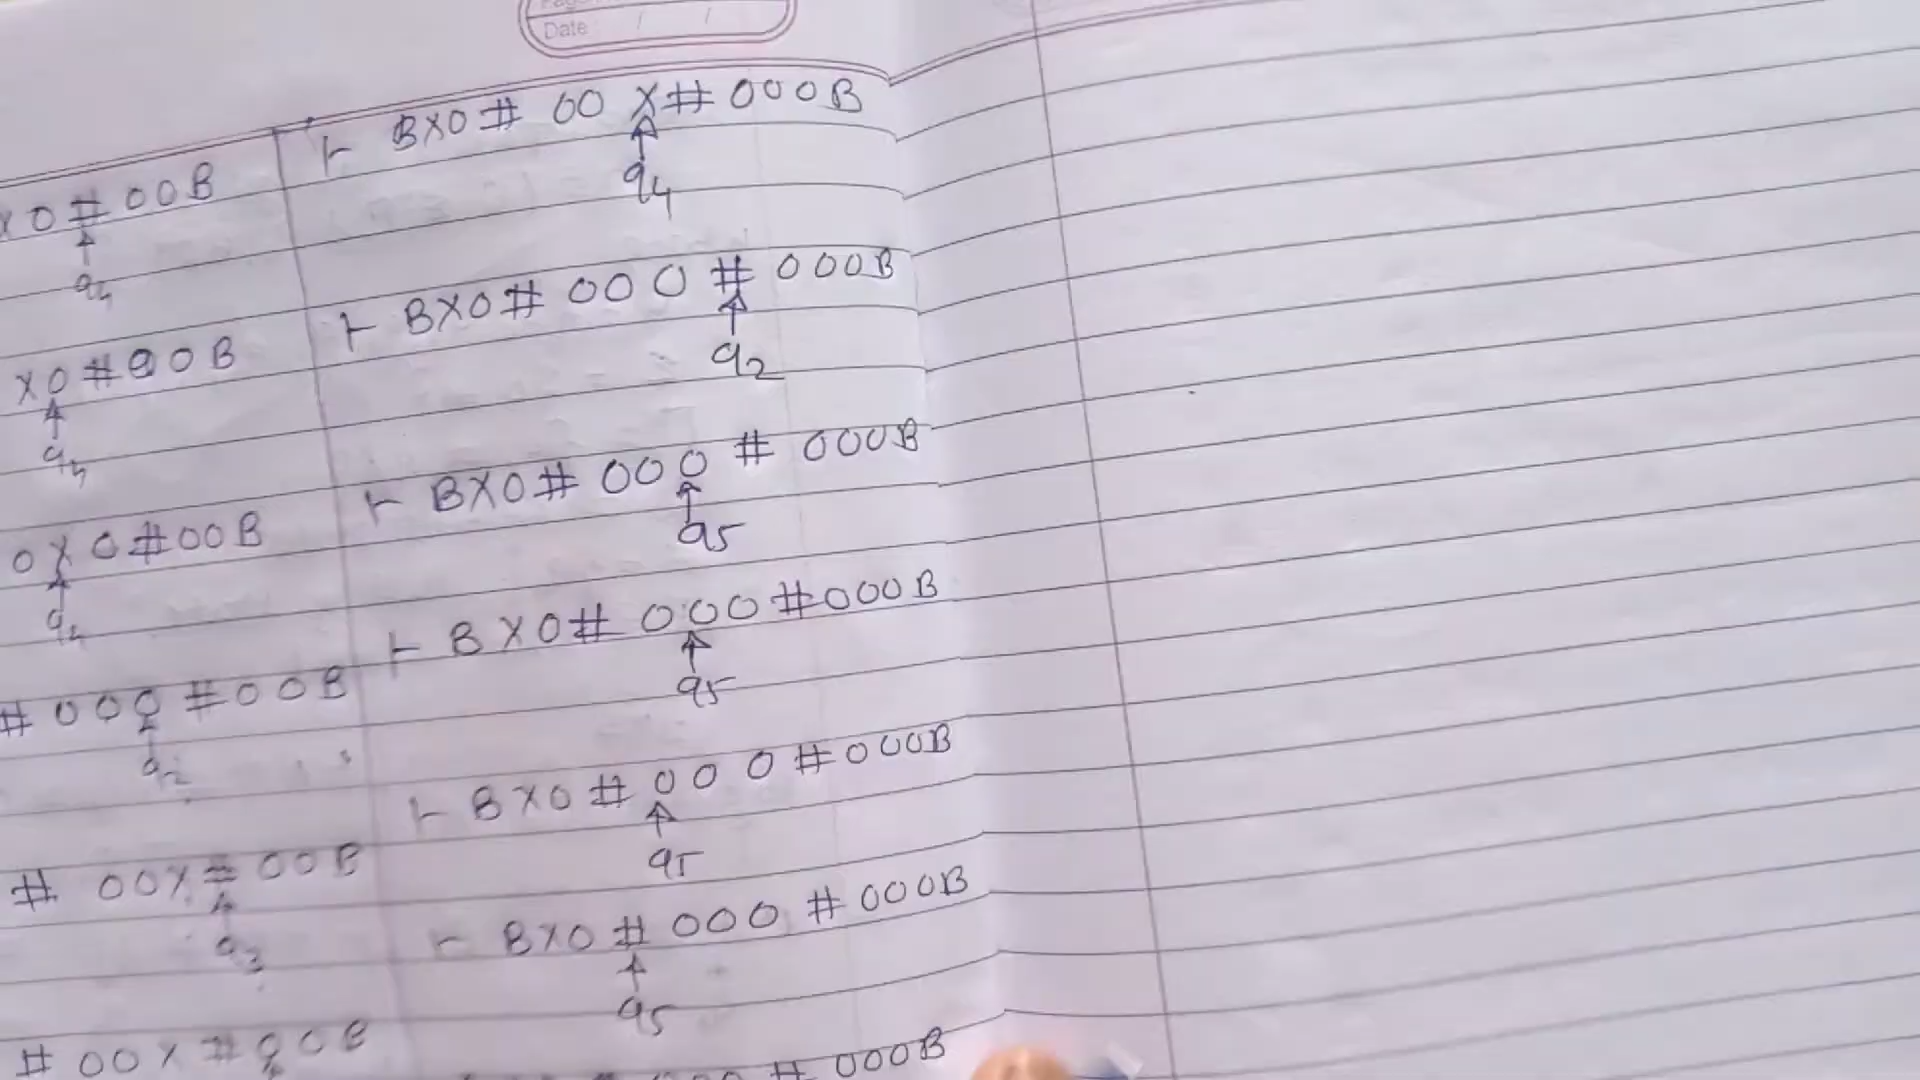 Date / /
x0#00B
q4
x0#00B
q4
0x0#00B
q4
#000#00B
q2
# 00x#00B
q3
#00x#00B
⊢ BX0# 00X#000B
q4
⊢ BX0# 000#000B
q2
⊢ BX0# 000 # 000B
q5
⊢ BX0# 000#000B
q5
⊢ BX0# 000#000B
q5
⊢ BX0#000 #000B
q5
# 000B